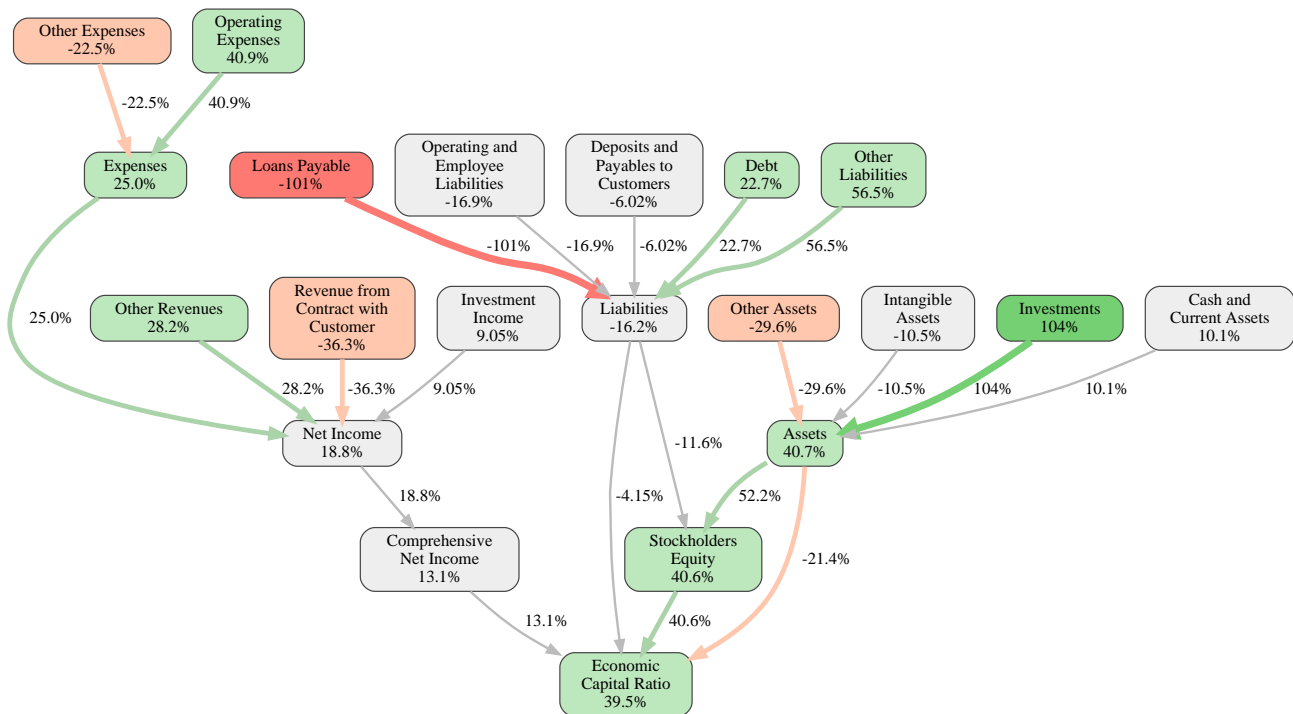 Other Expenses
-22.5%
Operating
Expenses
40.9%
-22.5%
40.9%
Expenses
25.0%
Loans Payable
-101%
Operating and
Employee
Liabilities
-16.9%
Deposits and
Payables to
Customers
-6.02%
Debt
22.7%
Other
Liabilities
56.5%
-101%
-16.9%
-6.02%
22.7%
56.5%
25.0%
Other Revenues
28.2%
Revenue from
Contract with
Customer
-36.3%
Investment
Income
9.05%
Liabilities
-16.2%
Other Assets
-29.6%
Intangible
Assets
-10.5%
Investments
104%
Cash and
Current Assets
10.1%
28.2%
-36.3%
9.05%
-29.6%
-10.5%
104%
10.1%
Net Income
18.8%
-11.6%
Assets
40.7%
18.8%
-4.15%
52.2%
Comprehensive
Net Income
13.1%
Stockholders
Equity
40.6%
-21.4%
13.1%
40.6%
Economic
Capital Ratio
39.5%